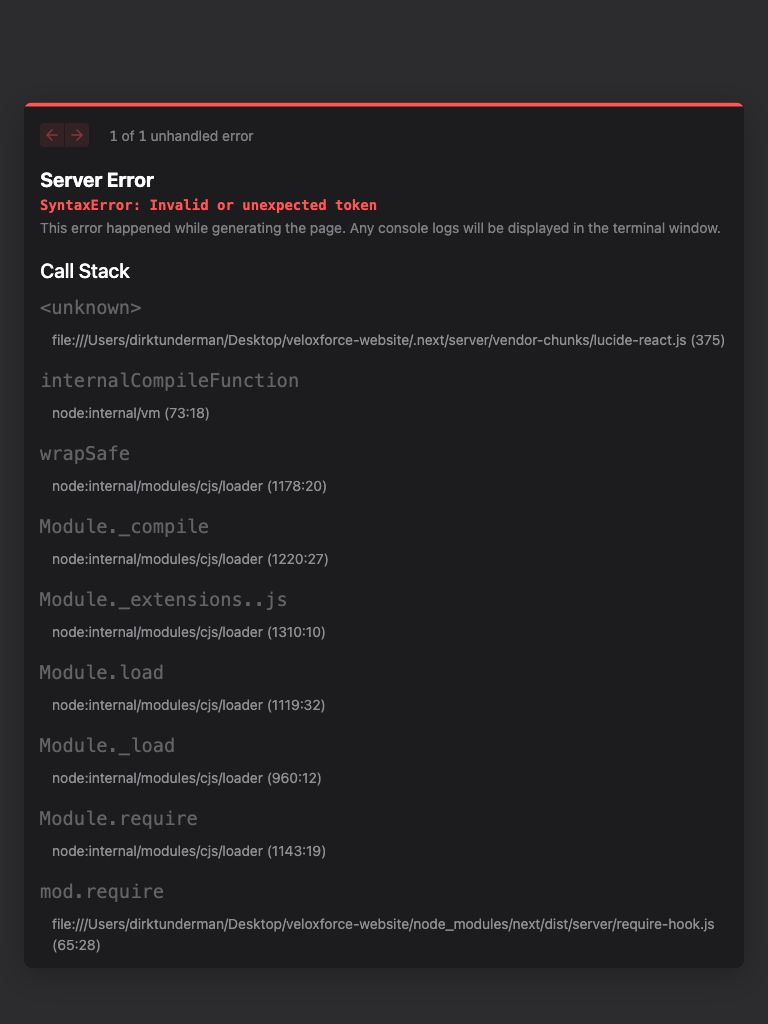 1 of 1 unhandled error
Server Error
SyntaxError: Invalid or unexpected token
This error happened while generating the page. Any console logs will be displayed in the terminal window.
Call Stack
<unknown>
file:///Users/dirktunderman/Desktop/veloxforce-website/.next/server/vendor-chunks/lucide-react.js (375)
internalCompileFunction
node:internal/vm (73:18)
wrapSafe
node:internal/modules/cjs/loader (1178:20)
Module._compile
node:internal/modules/cjs/loader (1220:27)
Module._extensions..js
node:internal/modules/cjs/loader (1310:10)
Module.load
node:internal/modules/cjs/loader (1119:32)
Module._load
node:internal/modules/cjs/loader (960:12)
Module.require
node:internal/modules/cjs/loader (1143:19)
mod.require
file:///Users/dirktunderman/Desktop/veloxforce-website/node_modules/next/dist/server/require-hook.js
(65:28)